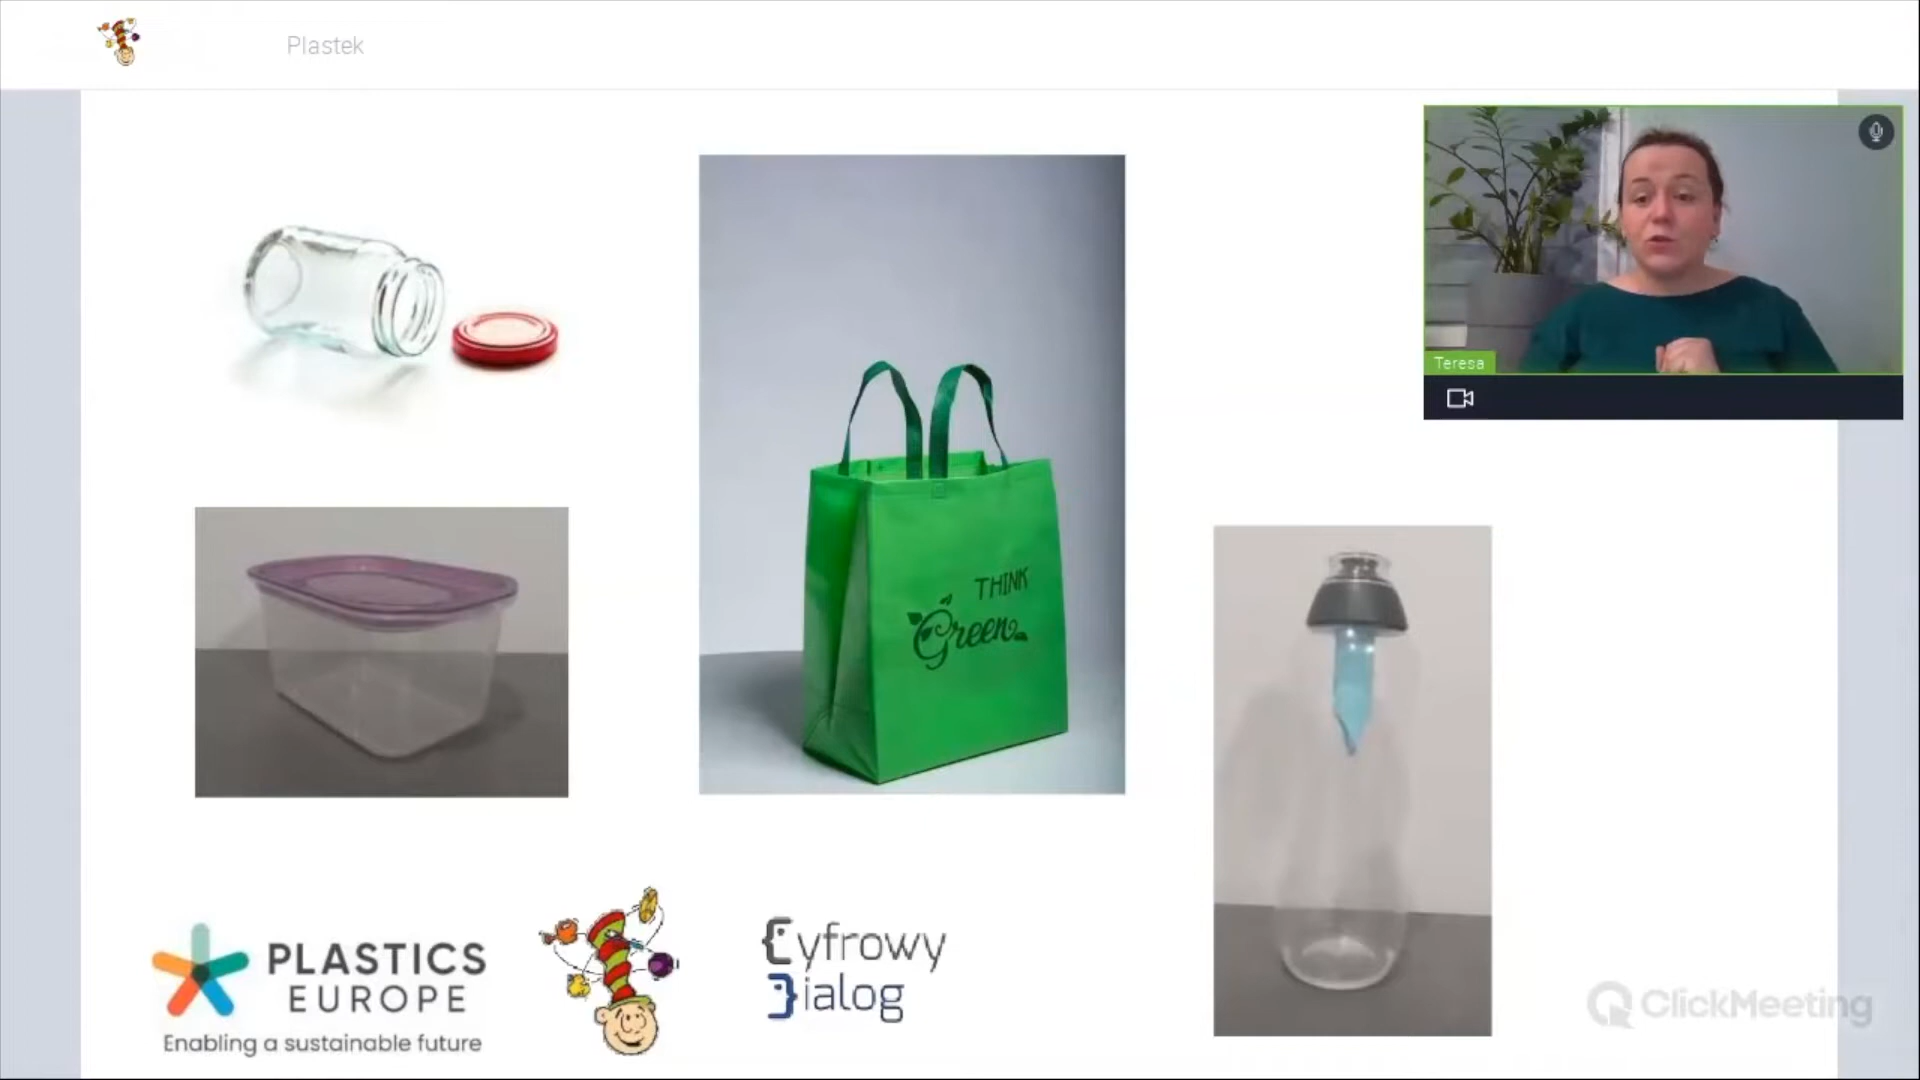 Plastek
Teresa
THINK
Green
PLASTICS
EUROPE
Enabling a sustainable future
Cyfrowy
Dialog
ClickMeeting